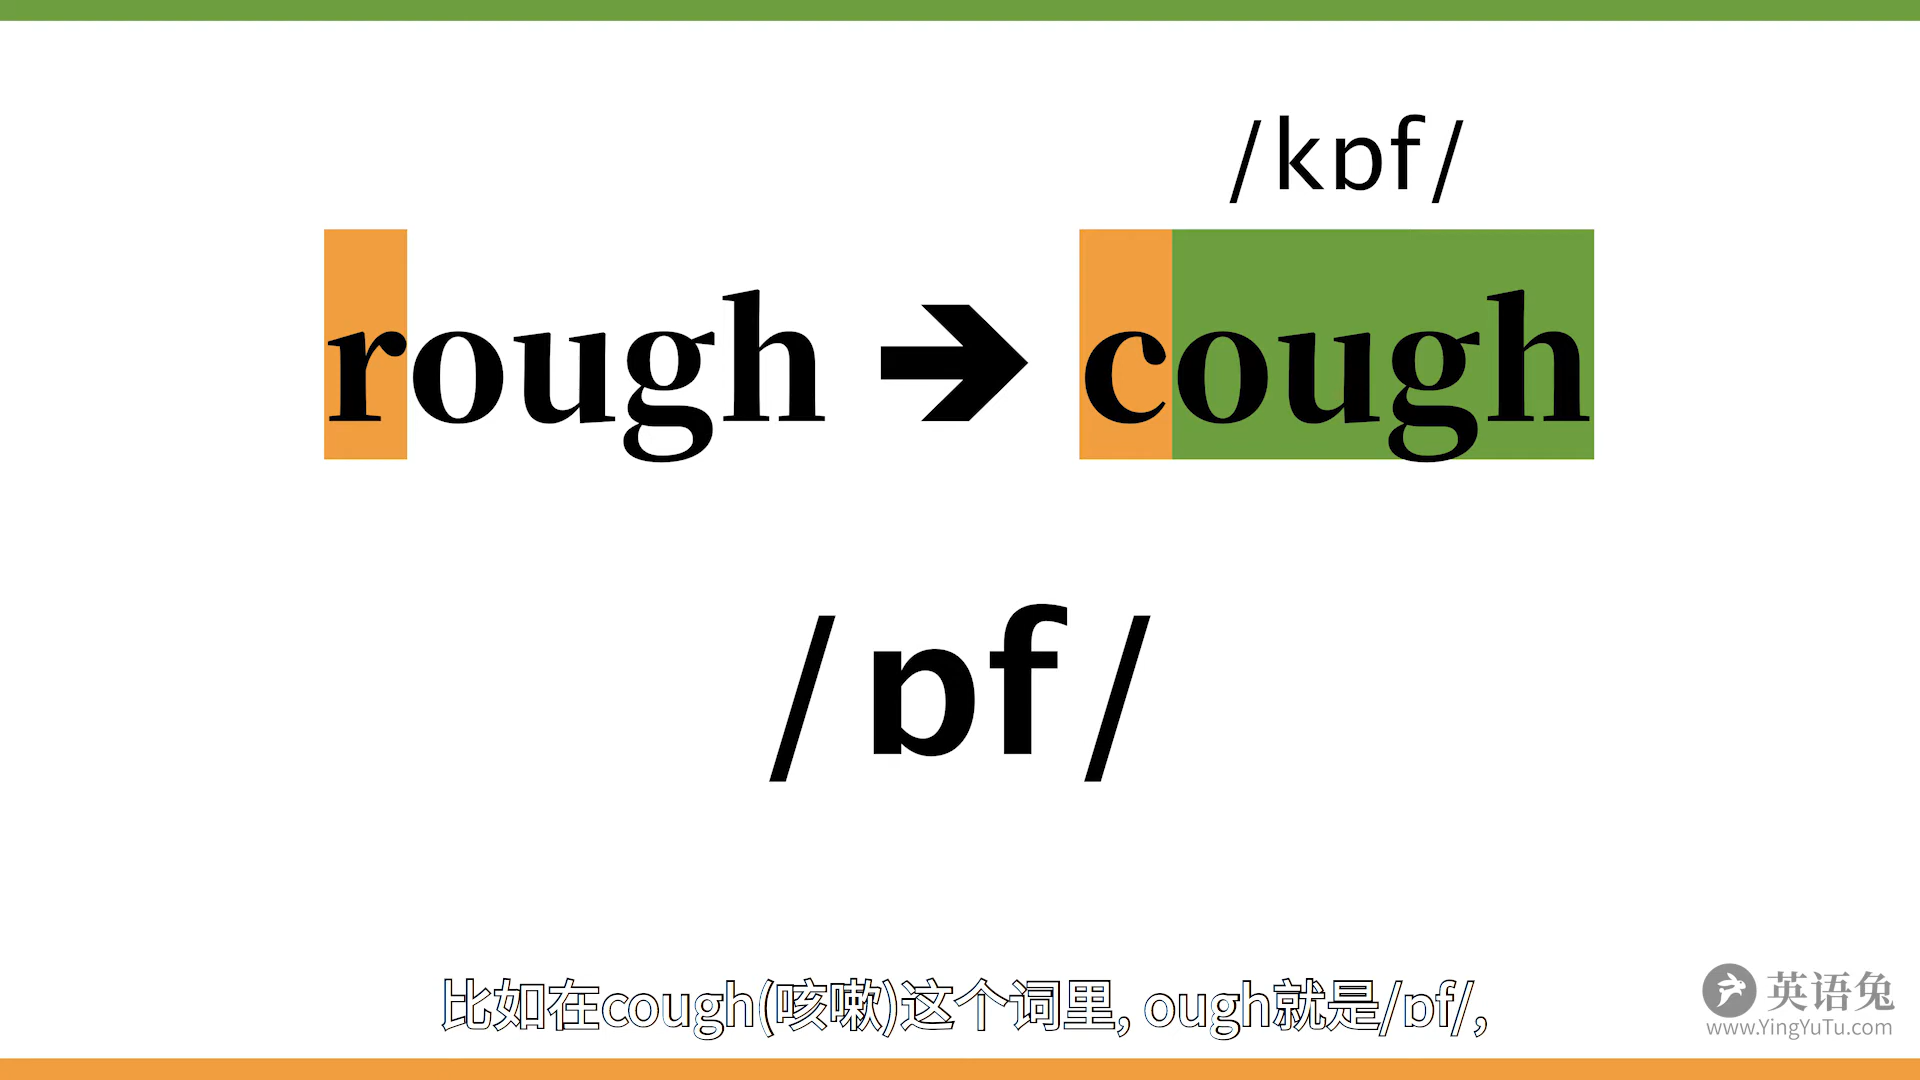 /kɒf/
rough → cough
/ɒf/
比如在cough(咳嗽)这个词里, ough就是/ɒf/,
英语兔
www.YingYuTu.com